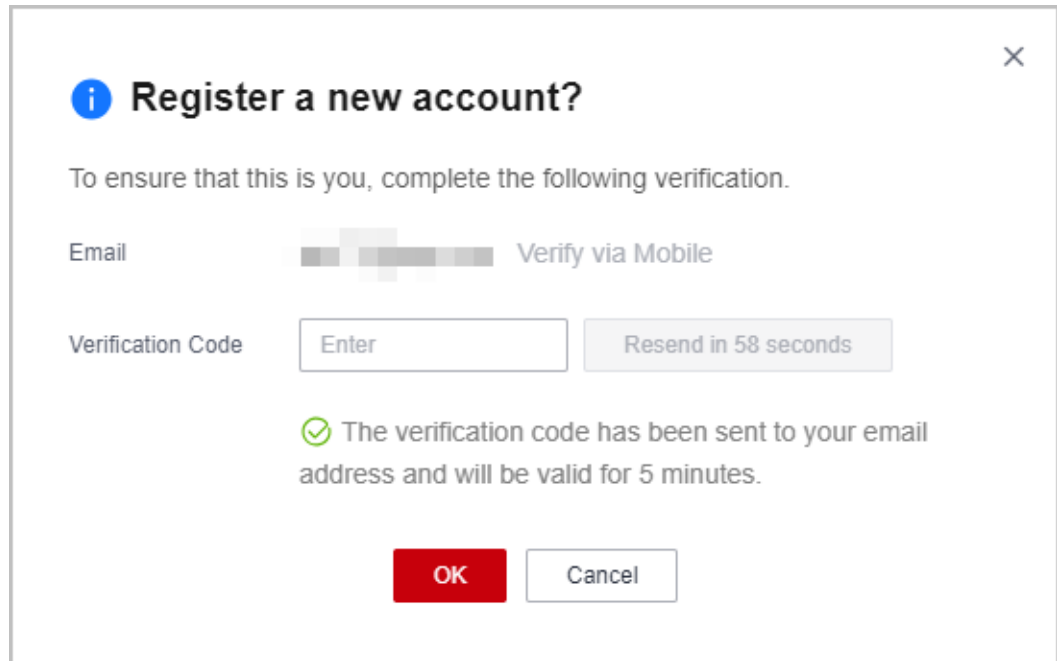 Register a new account?
To ensure that this is you, complete the following verification.
Email Verify via Mobile
Verification Code Enter Resend in 58 seconds
The verification code has been sent to your email
address and will be valid for 5 minutes.
OK Cancel